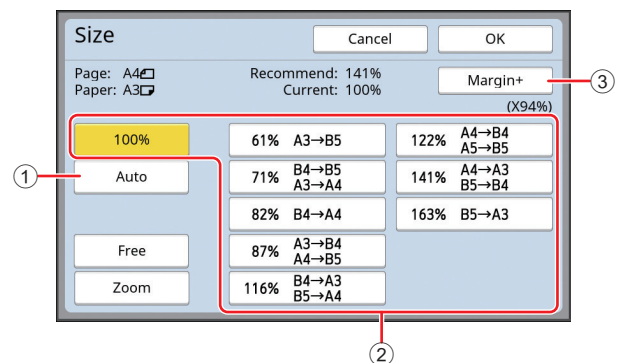 Size
Cancel
OK
Page: A4
Paper: A3
Recommend: 141%
Current: 100%
Margin+
(X94%)
100%
Auto
Free
Zoom
61% A3→B5
71% B4→B5
A3→A4
82% B4→A4
87% A3→B4
A4→B5
116% B4→A3
B5→A4
122% A4→B4
A5→B5
141% A4→A3
B5→B4
163% B5→A3
1
2
3